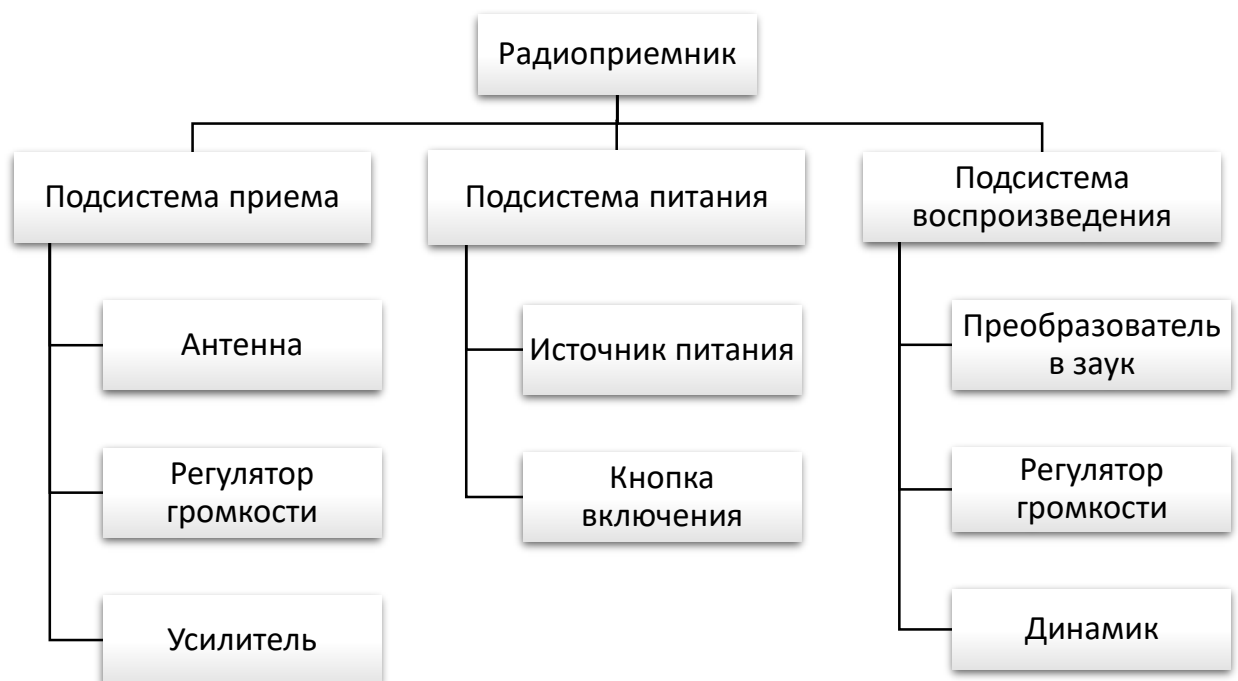 Радиоприемник
Подсистема приема
Подсистема питания
Подсистема
воспроизведения
Антенна
Регулятор
громкости
Усилитель
Источник питания
Кнопка
включения
Преобразователь
в заук
Регулятор
громкости
Динамик